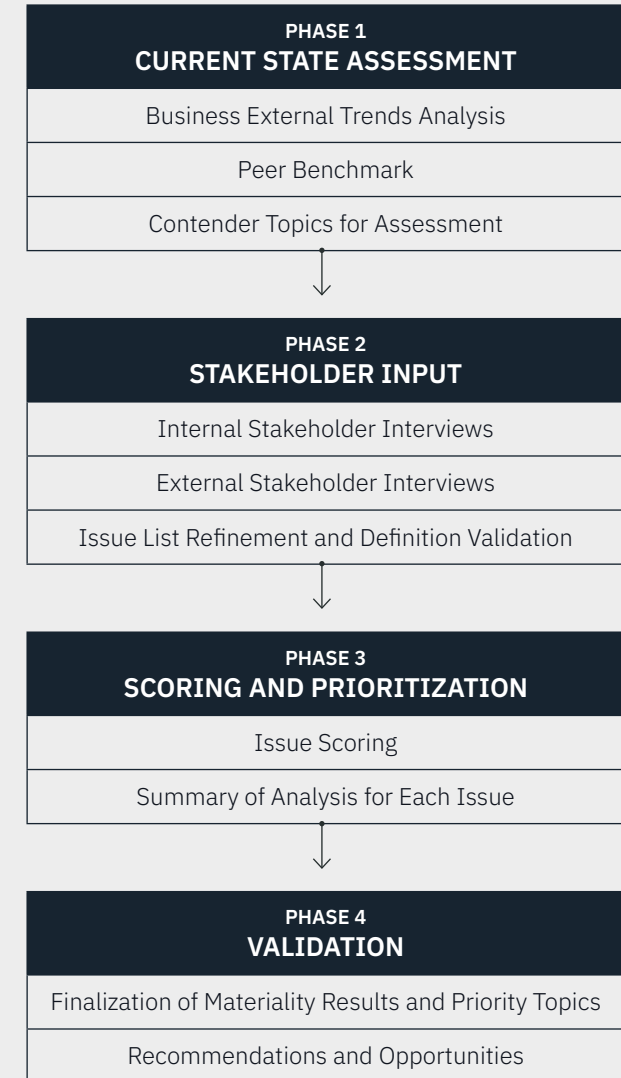 PHASE 1
CURRENT STATE ASSESSMENT
Business External Trends Analysis
Peer Benchmark
Contender Topics for Assessment
PHASE 2
STAKEHOLDER INPUT
Internal Stakeholder Interviews
External Stakeholder Interviews
Issue List Refinement and Definition Validation
PHASE 3
SCORING AND PRIORITIZATION
Issue Scoring
Summary of Analysis for Each Issue
PHASE 4
VALIDATION
Finalization of Materiality Results and Priority Topics
Recommendations and Opportunities